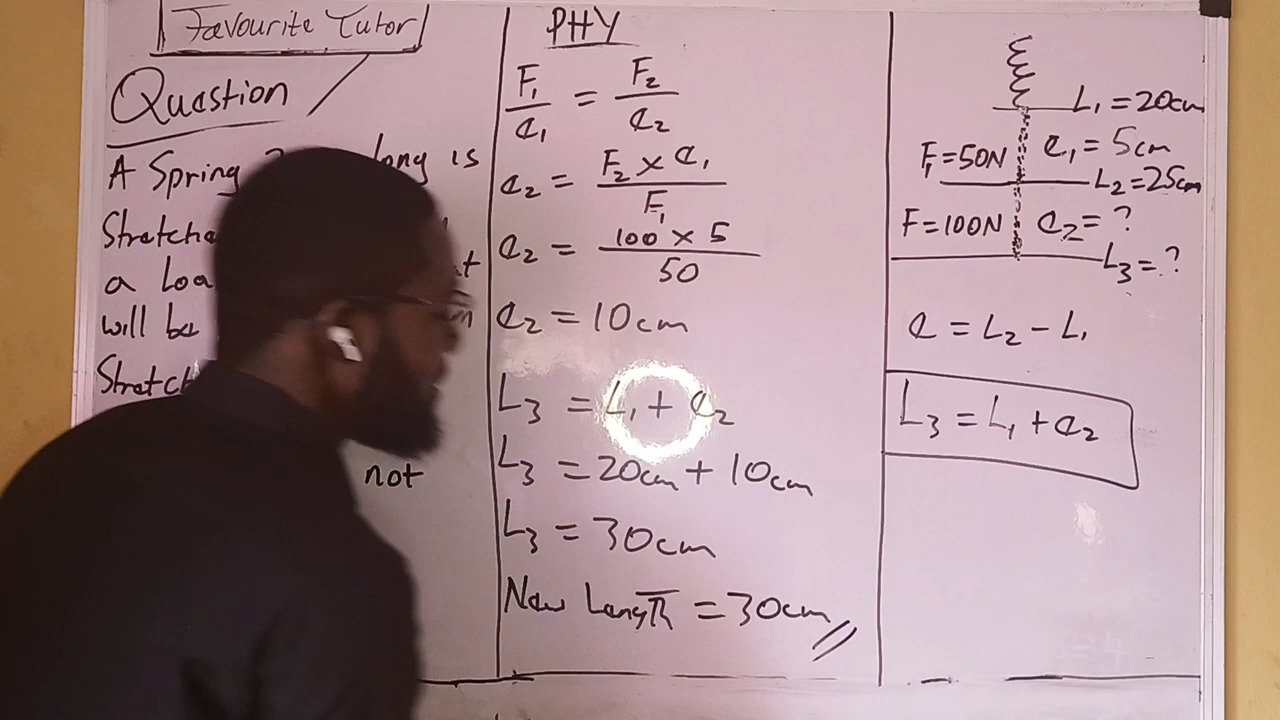 Favourite Tutor
Question
A Spring long is
Stretche
a Loa
will be
Stretch
not
PHY
F₁/e₁ = F₂/e₂
e₂ = F₂ x e₁/F₁
e₂ = 100 x 5/50
e₂ = 10cm
L₃ = L₁ + e₂
L₃ = 20cm + 10cm
L₃ = 30cm
New Length = 30cm
L₁ = 20cm
F₁ = 50N e₁ = 5cm
L₂ = 25cm
F = 100N e₂ = ?
L₃ = ?
e = L₂ - L₁
L₃ = L₁ + e₂